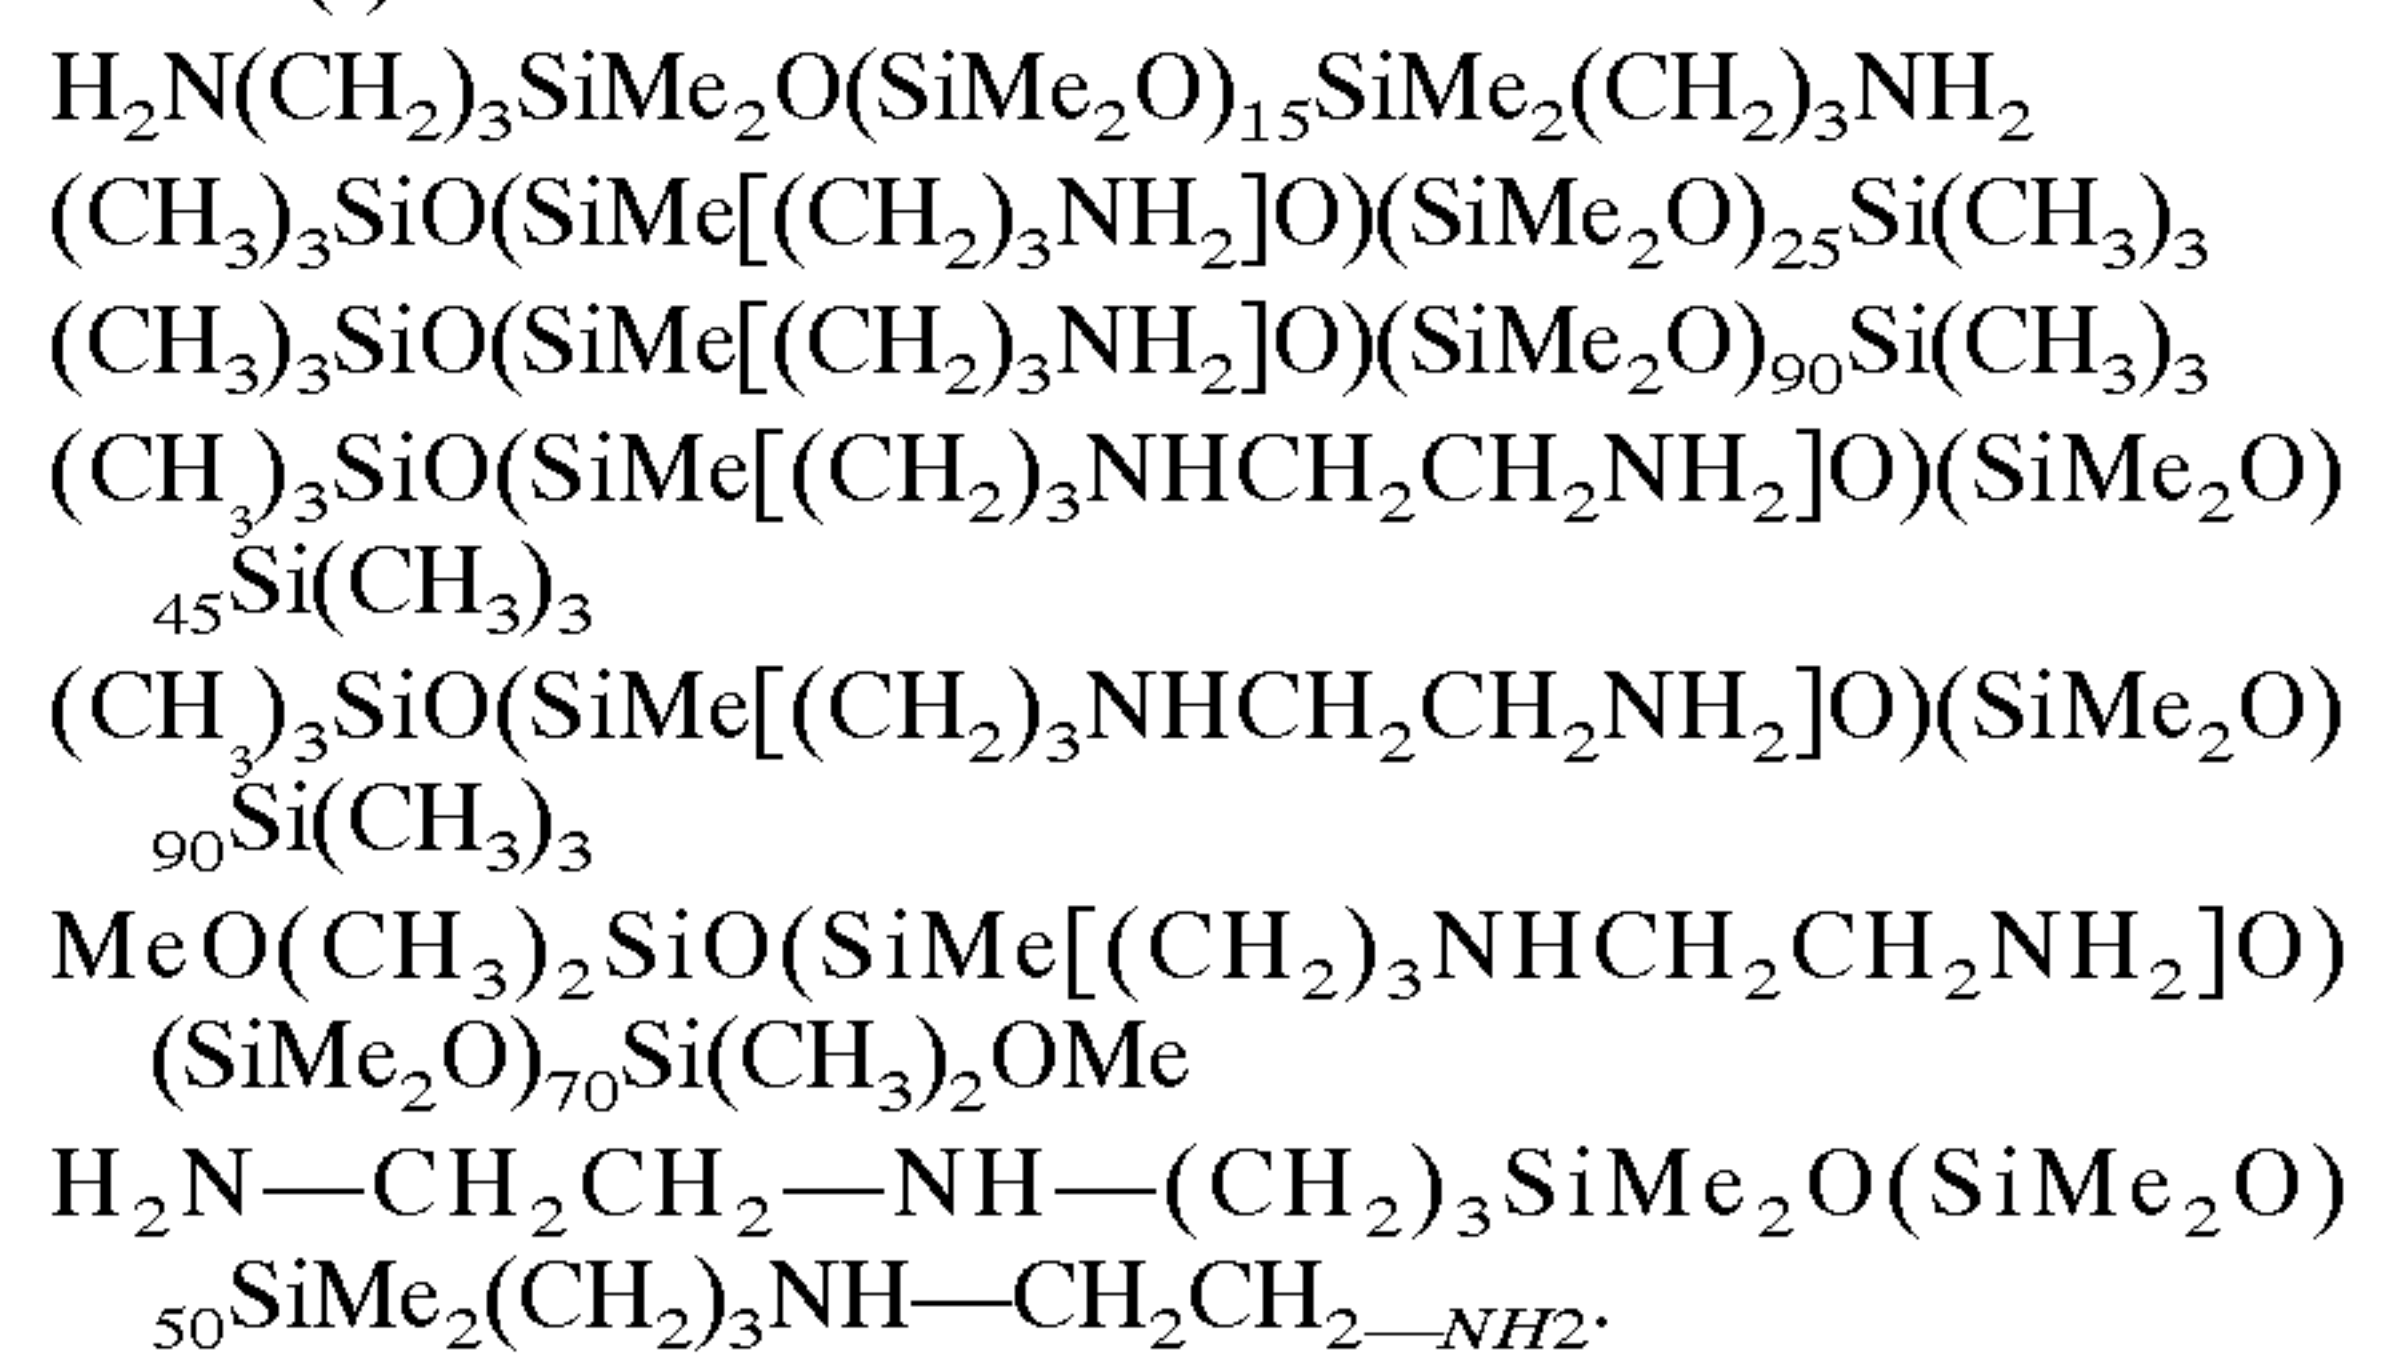 H₂N(CH₂)₃SiMe₂O(SiMe₂O)₁₅SiMe₂(CH₂)₃NH₂
(CH₃)₃SiO(SiMe[(CH₂)₃NH₂]O)(SiMe₂O)₂₅Si(CH₃)₃
(CH₃)₃SiO(SiMe[(CH₂)₃NH₂]O)(SiMe₂O)₉₀Si(CH₃)₃
(CH₃)₃SiO(SiMe[(CH₂)₃NHCH₂CH₂NH₂]O)(SiMe₂O)
₄₅Si(CH₃)₃
(CH₃)₃SiO(SiMe[(CH₂)₃NHCH₂CH₂NH₂]O)(SiMe₂O)
₉₀Si(CH₃)₃
MeO(CH₃)₂SiO(SiMe[(CH₂)₃NHCH₂CH₂NH₂]O)
(SiMe₂O)₇₀Si(CH₃)₂OMe
H₂N—CH₂CH₂—NH—(CH₂)₃SiMe₂O(SiMe₂O)
₅₀SiMe₂(CH₂)₃NH—CH₂CH₂—NH2.